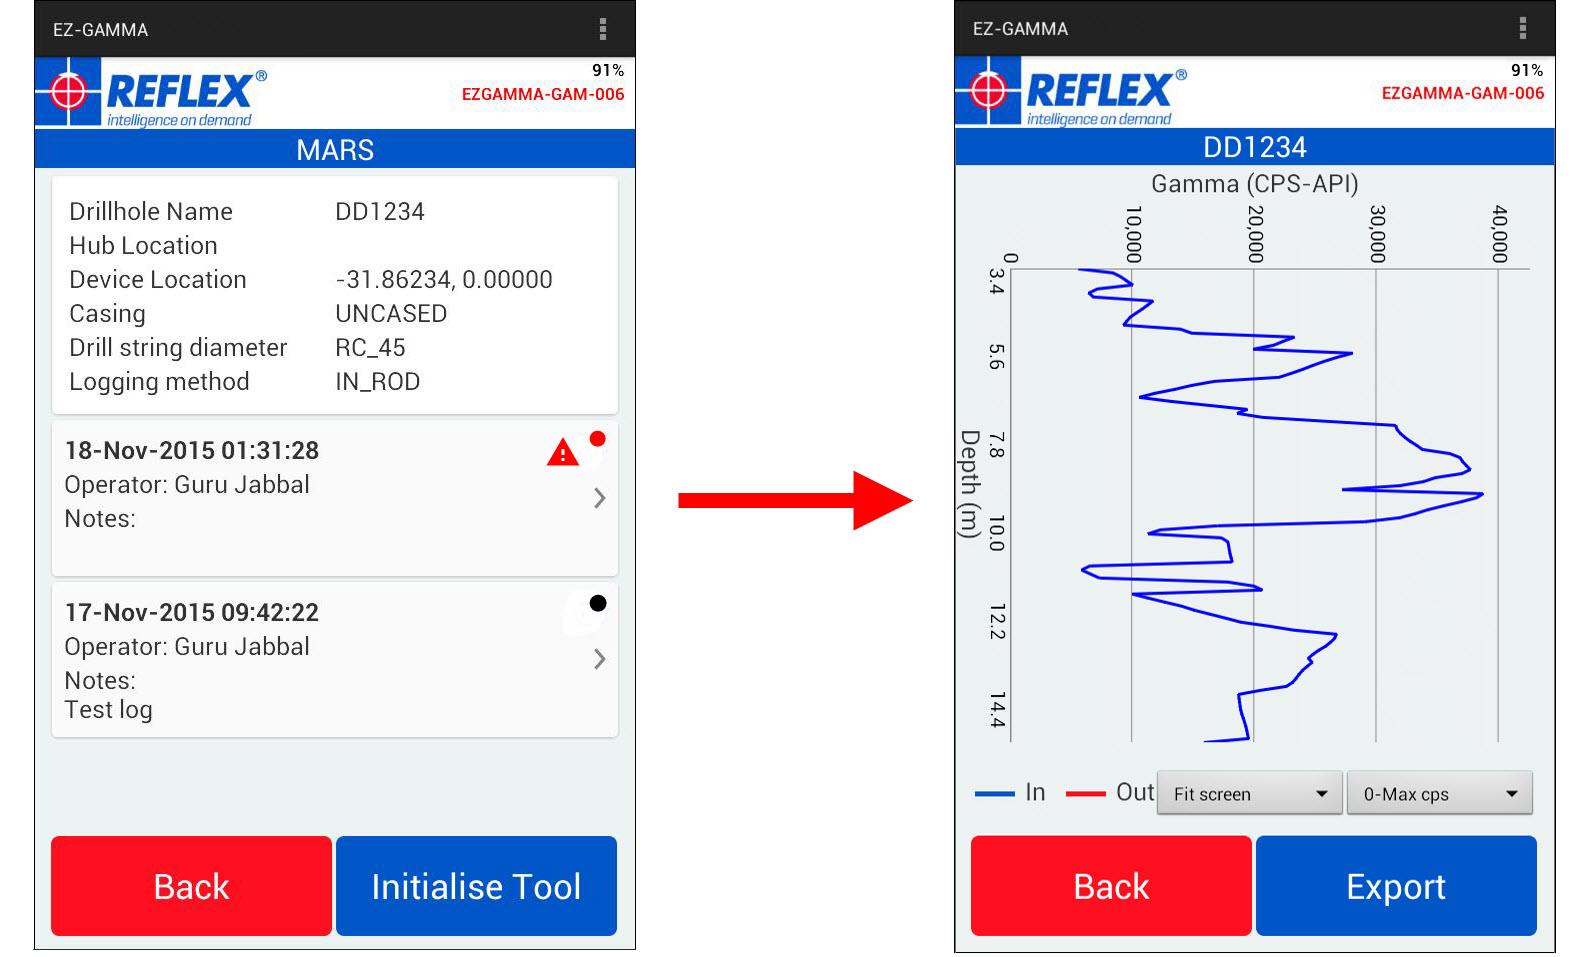 EZ-GAMMA
REFLEX®
intelligence on demand
91%
EZGAMMA-GAM-006
MARS
Drillhole Name DD1234
Hub Location
Device Location -31.86234, 0.00000
Casing UNCASED
Drill string diameter RC_45
Logging method IN_ROD
18-Nov-2015 01:31:28
Operator: Guru Jabbal
Notes:
17-Nov-2015 09:42:22
Operator: Guru Jabbal
Notes:
Test log
Back Initialise Tool
EZ-GAMMA
REFLEX®
intelligence on demand
91%
EZGAMMA-GAM-006
DD1234
Gamma (CPS-API)
0 10,000 20,000 30,000 40,000
Depth (m)
3.4
5.6
7.8
10.0
12.2
14.4
In Out Fit screen 0-Max cps
Back Export